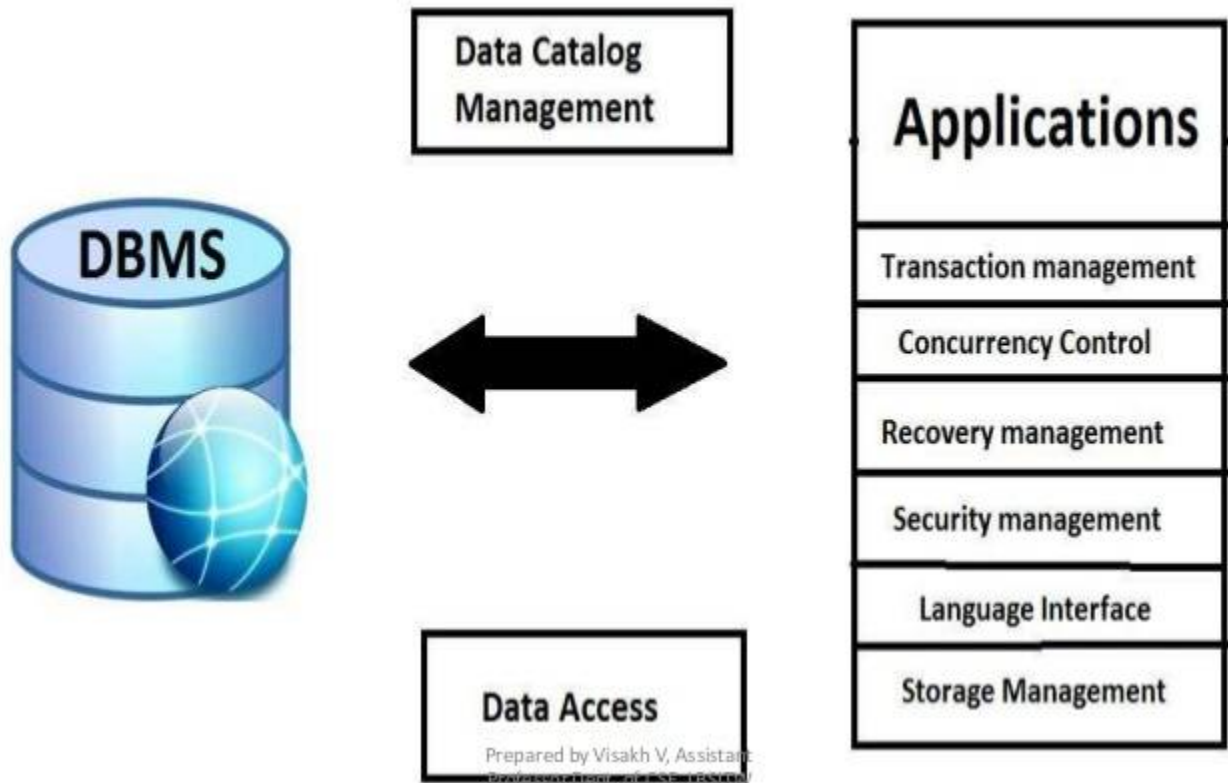 Data Catalog
Management
Applications
DBMS
Transaction management
Concurrency Control
Recovery management
Security management
Language Interface
Storage Management
Data Access
Prepared by Visakh V, Assistant